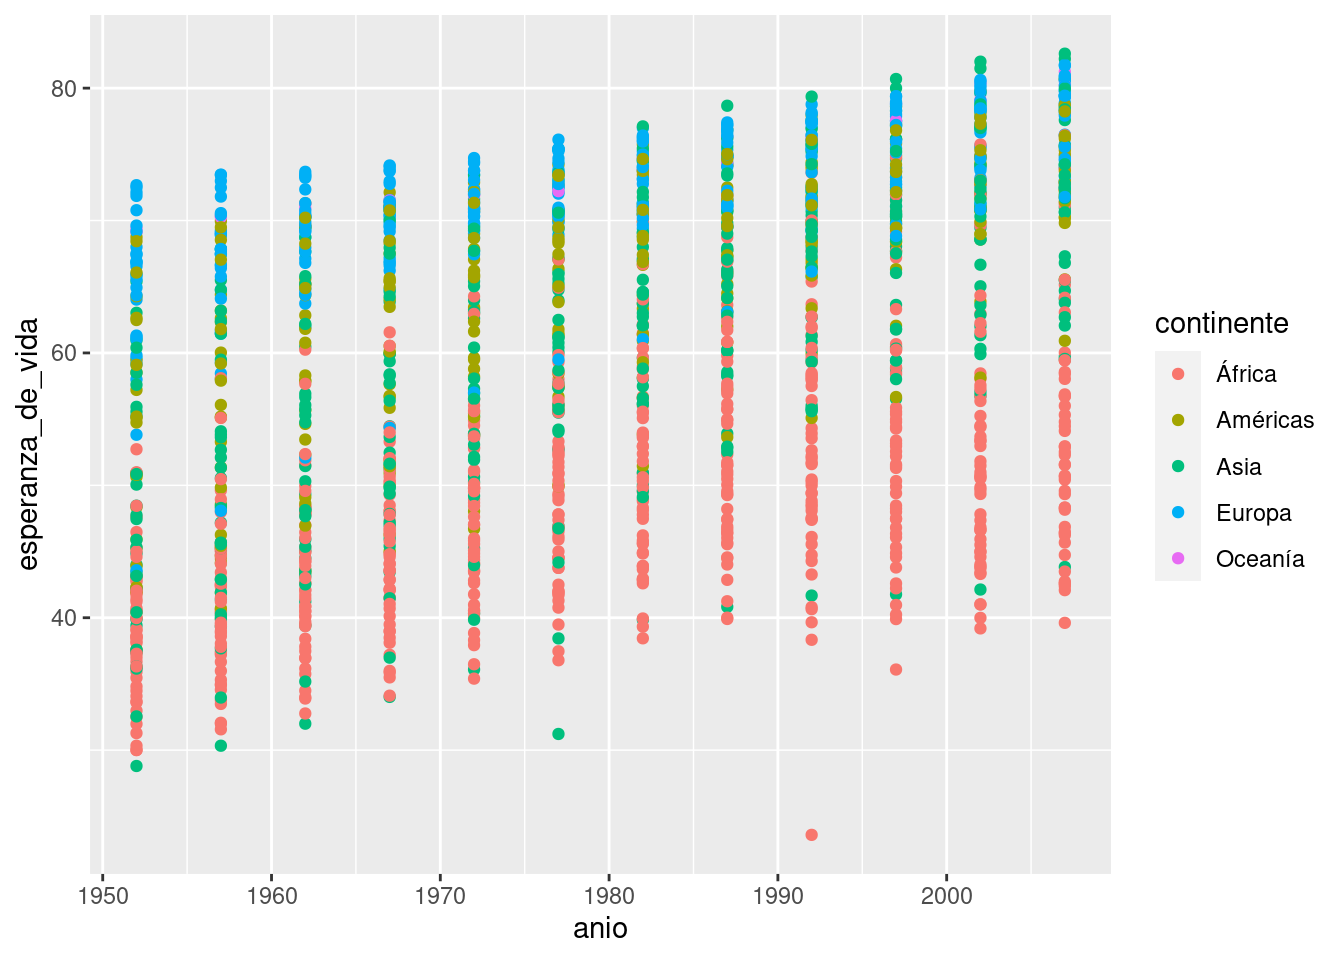 esperanza_de_vida
80
60
40
1950
1960
1970
1980
1990
2000
anio
continente
África
Américas
Asia
Europa
Oceanía